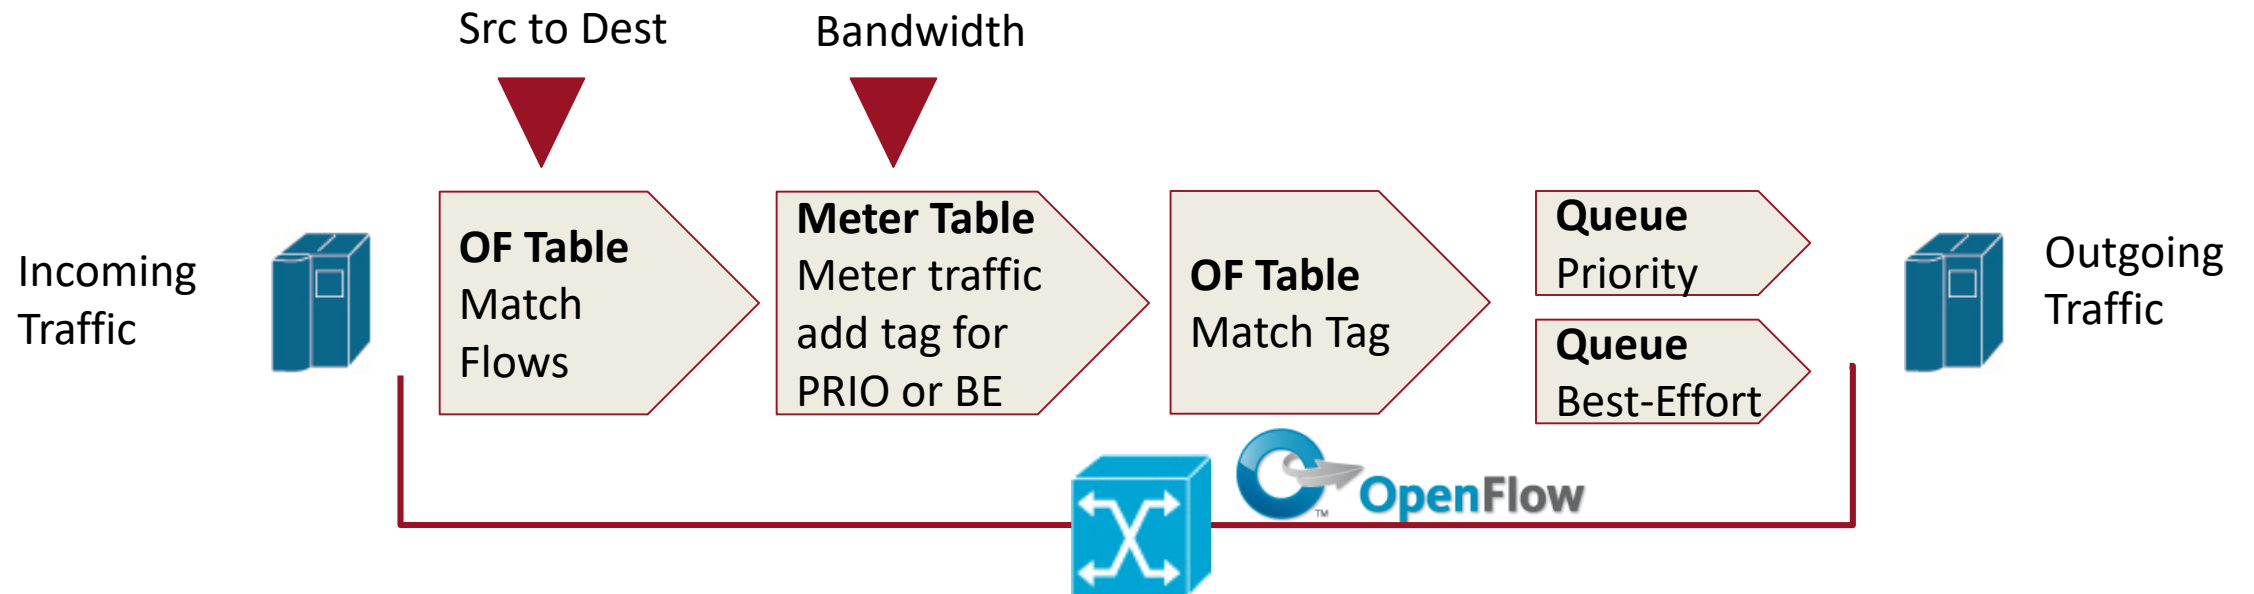 Src to Dest
Bandwidth
Incoming
Traffic
OF Table
Match
Flows
Meter Table
Meter traffic
add tag for
PRIO or BE
OF Table
Match Tag
Queue
Priority
Queue
Best-Effort
Outgoing
Traffic
OpenFlow
TM